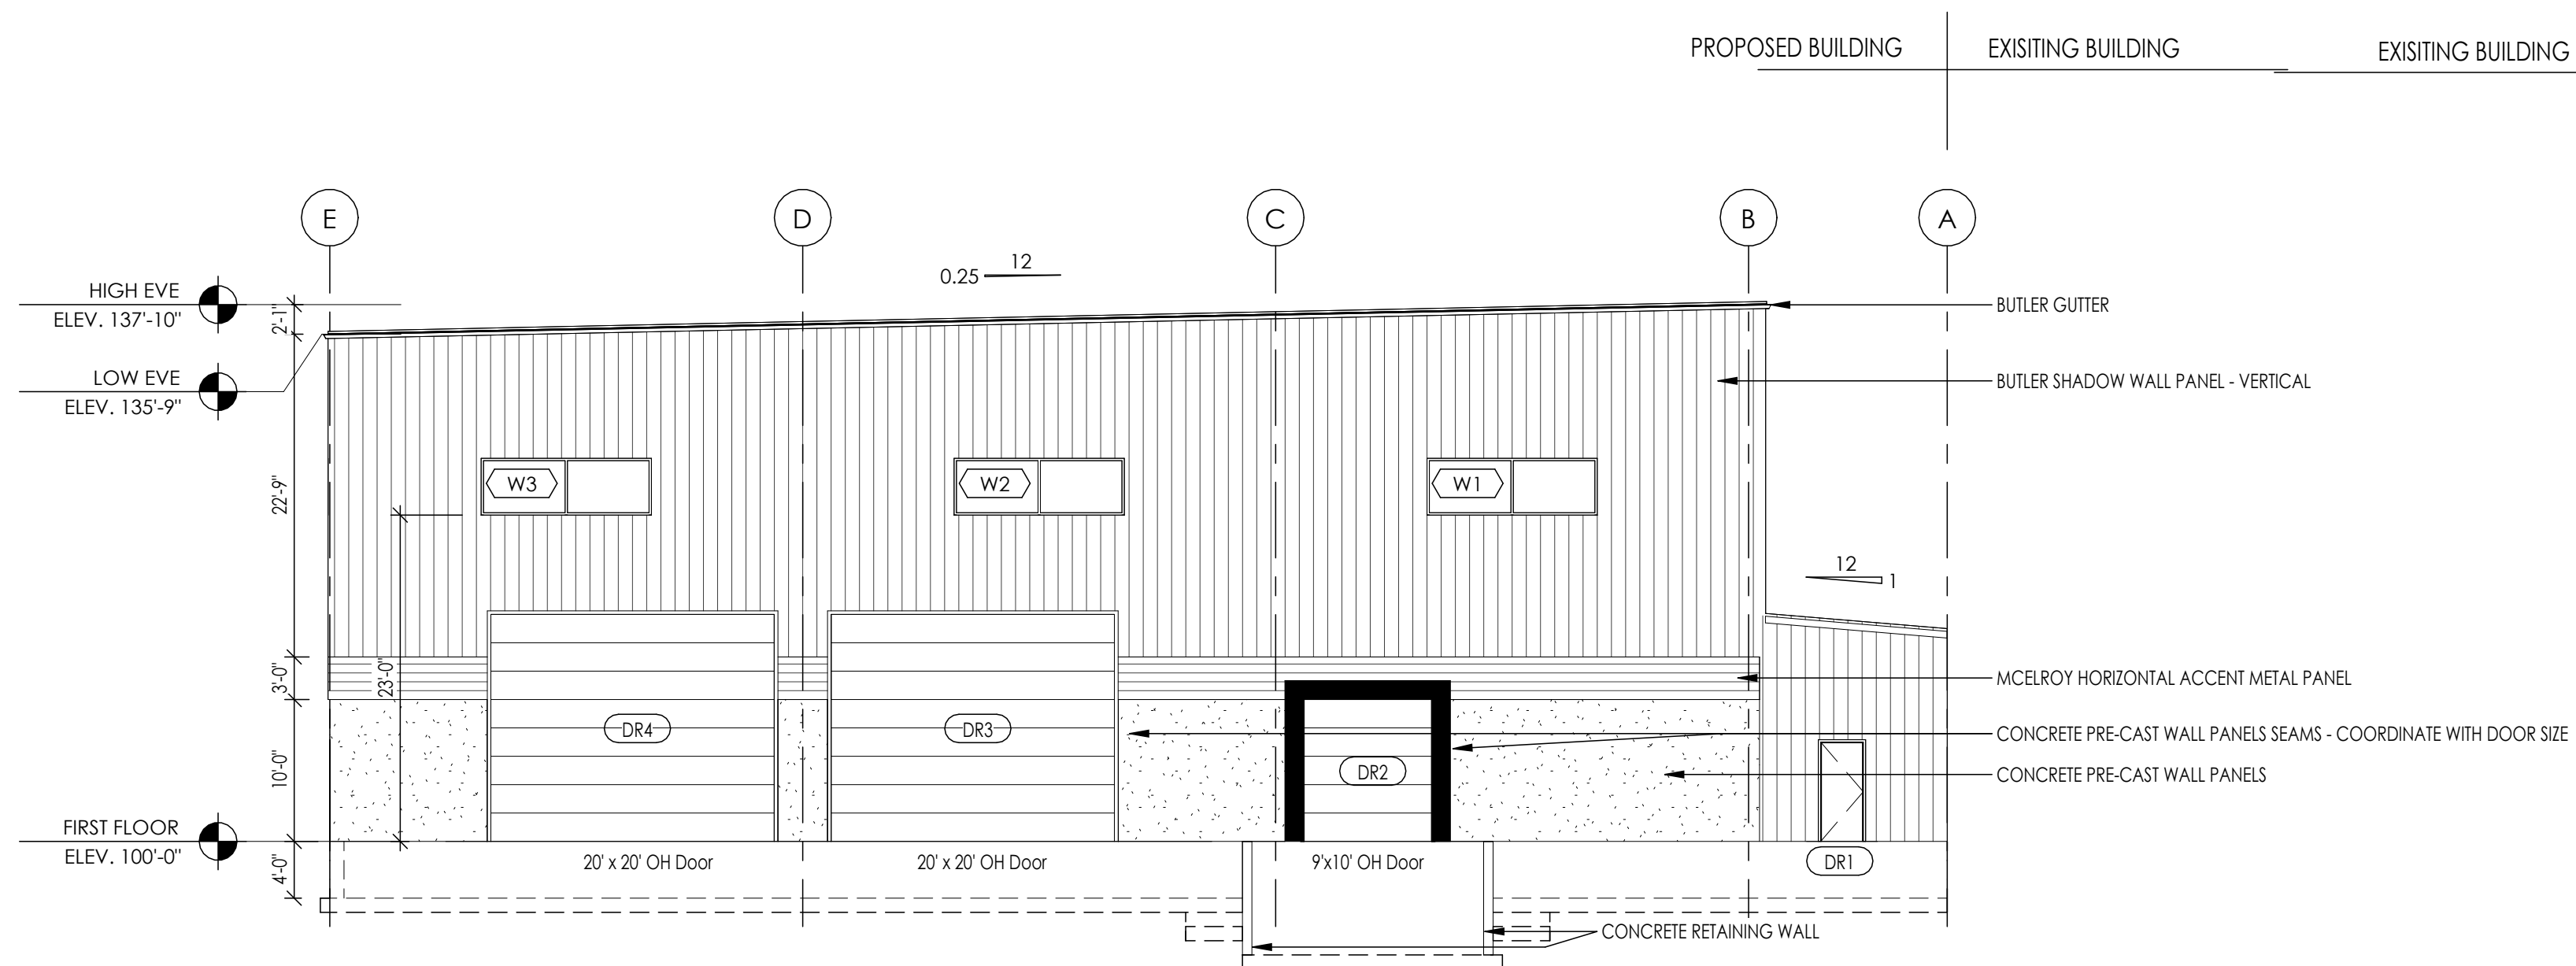 PROPOSED BUILDING
EXISITING BUILDING
EXISITING BUILDING
E
D
C
B
A
0.25
12
HIGH EVE
ELEV. 137'-10"
2'-1"
BUTLER GUTTER
LOW EVE
ELEV. 135'-9"
BUTLER SHADOW WALL PANEL - VERTICAL
22'-9"
W3
W2
W1
12
1
3'-0"
23'-0"
MCELROY HORIZONTAL ACCENT METAL PANEL
DR4
DR3
CONCRETE PRE-CAST WALL PANELS SEAMS - COORDINATE WITH DOOR SIZE
10'-0"
DR2
CONCRETE PRE-CAST WALL PANELS
FIRST FLOOR
ELEV. 100'-0"
4'-0"
20' x 20' OH Door
20' x 20' OH Door
9'x10' OH Door
DR1
CONCRETE RETAINING WALL